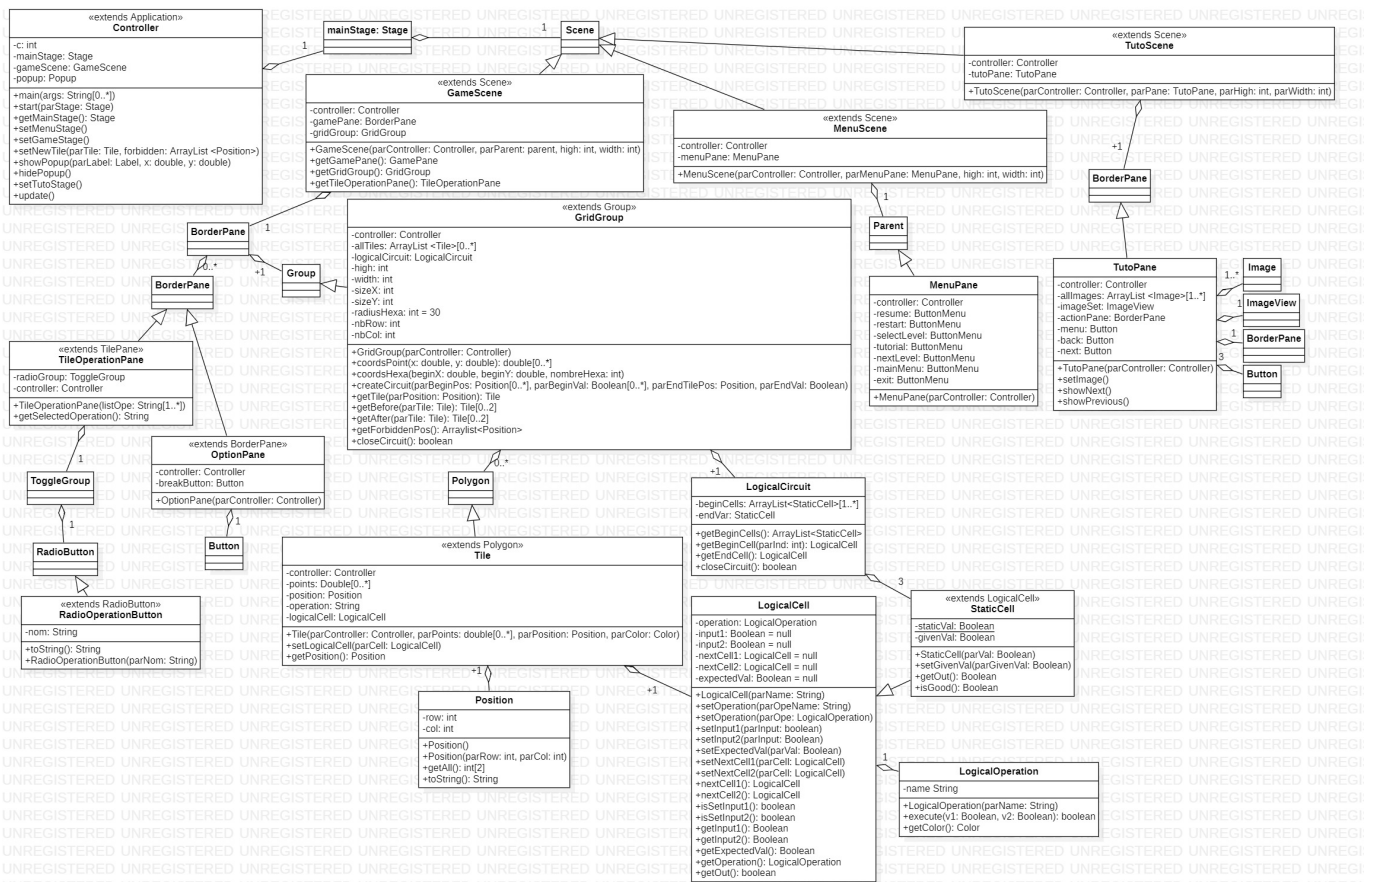 «extends Application»
Controller
-c: int
-mainStage: Stage
-gameScene: GameScene
-popup: Popup
+main(args: String[0..*])
+start(parStage: Stage)
+getMainStage(): Stage
+setMenuStage()
+setGameStage()
+setNewTile(parTile: Tile, forbidden: ArrayList <Position>)
+showPopup(parLabel: Label, x: double, y: double)
+hidePopup()
+setTutoStage()
+update()
1
mainStage: Stage
1
Scene
«extends Scene»
TutoScene
-controller: Controller
-tutoPane: TutoPane
+TutoScene(parController: Controller, parPane: TutoPane, parHigh: int, parWidth: int)
+1
«extends Scene»
GameScene
-controller: Controller
-gamePane: BorderPane
-gridGroup: GridGroup
+GameScene(parController: Controller, parParent: parent, high: int, width: int)
+getGamePane(): GamePane
+getGridGroup(): GridGroup
+getTileOperationPane(): TileOperationPane
1
«extends Scene»
MenuScene
-controller: Controller
-menuPane: MenuPane
+MenuScene(parController: Controller, parMenuPane: MenuPane, high: int, width: int)
1
BorderPane
BorderPane
0..*
+1
Group
BorderPane
«extends Group»
GridGroup
-controller: Controller
-allTiles: ArrayList <Tile>[0..*]
-logicalCircuit: LogicalCircuit
-high: int
-width: int
-sizeX: int
-sizeY: int
-radiusHexa: int = 30
-nbRow: int
-nbCol: int
+GridGroup(parController: Controller)
+coordsPoint(x: double, y: double): double[0..*]
+coordsHexa(beginX: double, beginY: double, nombreHexa: int)
+createCircuit(parBeginPos: Position[0..*], parBeginVal: Boolean[0..*], parEndTilePos: Position, parEndVal: Boolean)
+getTile(parPosition: Position): Tile
+getBefore(parTile: Tile): Tile[0..2]
+getAfter(parTile: Tile): Tile[0..2]
+getForbiddenPos(): Arraylist<Position>
+closeCircuit(): boolean
0..*
+1
Parent
MenuPane
-controller: Controller
-resume: ButtonMenu
-restart: ButtonMenu
-selectLevel: ButtonMenu
-tutorial: ButtonMenu
-nextLevel: ButtonMenu
-mainMenu: ButtonMenu
-exit: ButtonMenu
+MenuPane(parController: Controller)
TutoPane
-controller: Controller
-allImages: ArrayList <Image>[1..*]
-imageSet: ImageView
-actionPane: BorderPane
-menu: Button
-back: Button
-next: Button
+TutoPane(parController: Controller)
+setImage()
+showNext()
+showPrevious()
1..*
Image
1
ImageView
1
BorderPane
3
Button
«extends TilePane»
TileOperationPane
-radioGroup: ToggleGroup
-controller: Controller
+TileOperationPane(listOpe: String[1..*])
+getSelectedOperation(): String
1
«extends BorderPane»
OptionPane
-controller: Controller
-breakButton: Button
+OptionPane(parController: Controller)
1
Button
ToggleGroup
1
RadioButton
«extends RadioButton»
RadioOperationButton
-nom: String
+toString(): String
+RadioOperationButton(parNom: String)
Polygon
«extends Polygon»
Tile
-controller: Controller
-points: Double[0..*]
-position: Position
-operation: String
-logicalCell: LogicalCell
+Tile(parController: Controller, parPoints: double[0..*], parPosition: Position, parColor: Color)
+setLogicalCell(parCell: LogicalCell)
+getPosition(): Position
+1
+1
Position
-row: int
-col: int
+Position()
+Position(parRow: int, parCol: int)
+getAll(): int[2]
+toString(): String
LogicalCircuit
-beginCells: ArrayList<StaticCell>[1..*]
-endVar: StaticCell
+getBeginCells(): ArrayList<StaticCell>
+getBeginCell(parInd: int): LogicalCell
+getEndCell(): LogicalCell
+closeCircuit(): boolean
3
«extends LogicalCell»
StaticCell
-staticVal: Boolean
-givenVal: Boolean
+StaticCell(parVal: Boolean)
+setGivenVal(parGivenVal: Boolean)
+getOut(): Boolean
+isGood(): Boolean
LogicalCell
-operation: LogicalOperation
-input1: Boolean = null
-input2: Boolean = null
-nextCell1: LogicalCell = null
-nextCell2: LogicalCell = null
-expectedVal: Boolean = null
+LogicalCell(parName: String)
+setOperation(parOpeName: String)
+setOperation(parOpe: LogicalOperation)
+setInput1(parInput: boolean)
+setInput2(parInput: Boolean)
+setExpectedVal(parVal: Boolean)
+setNextCell1(parCell: LogicalCell)
+setNextCell2(parCell: LogicalCell)
+nextCell1(): LogicalCell
+nextCell2(): LogicalCell
+isSetInput1(): boolean
+isSetInput2(): boolean
+getInput1(): Boolean
+getInput2(): Boolean
+getExpectedVal(): Boolean
+getOperation(): LogicalOperation
+getOut(): boolean
1
LogicalOperation
-name String
+LogicalOperation(parName: String)
+execute(v1: Boolean, v2: Boolean): boolean
+getColor(): Color